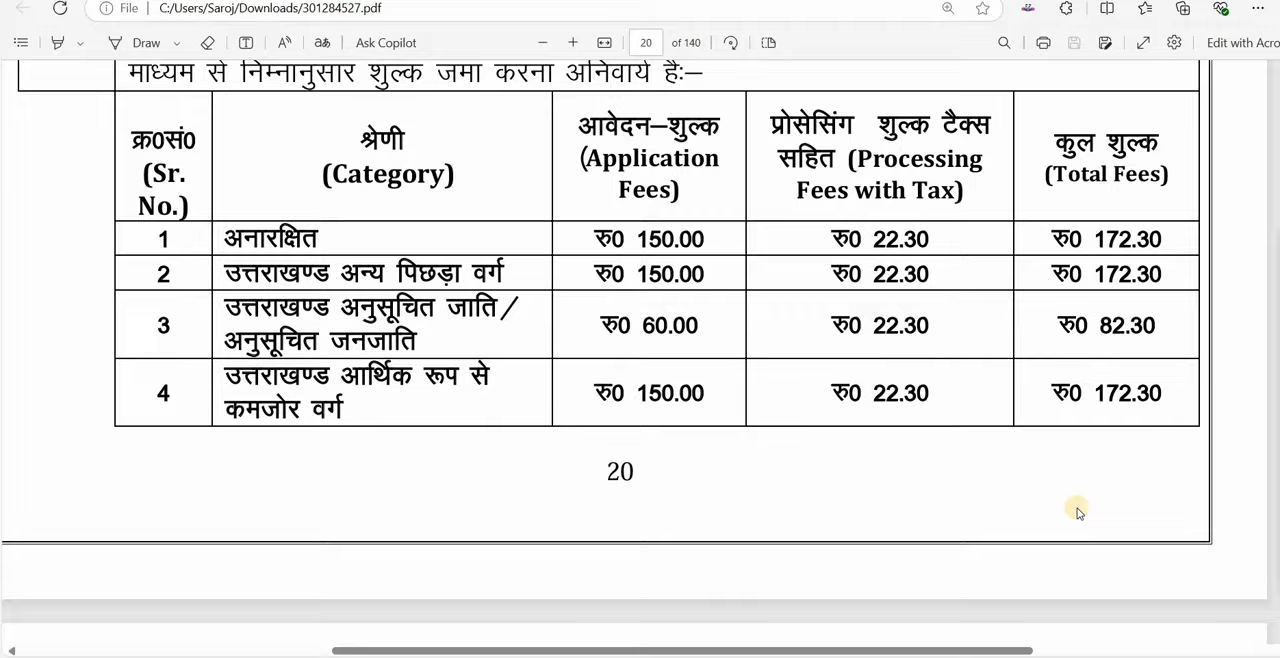 File C:/Users/Saroj/Downloads/301284527.pdf
Draw Ask Copilot 20 of 140 Edit with Acro
माध्यम से निम्नानुसार शुल्क जमा करना अनिवार्य है:–
क्र0सं0 (Sr. No.) श्रेणी (Category) आवेदन–शुल्क (Application Fees) प्रोसेसिंग शुल्क टैक्स सहित (Processing Fees with Tax) कुल शुल्क (Total Fees)
1 अनारक्षित रु0 150.00 रु0 22.30 रु0 172.30
2 उत्तराखण्ड अन्य पिछड़ा वर्ग रु0 150.00 रु0 22.30 रु0 172.30
3 उत्तराखण्ड अनुसूचित जाति/ अनुसूचित जनजाति रु0 60.00 रु0 22.30 रु0 82.30
4 उत्तराखण्ड आर्थिक रूप से कमजोर वर्ग रु0 150.00 रु0 22.30 रु0 172.30
20